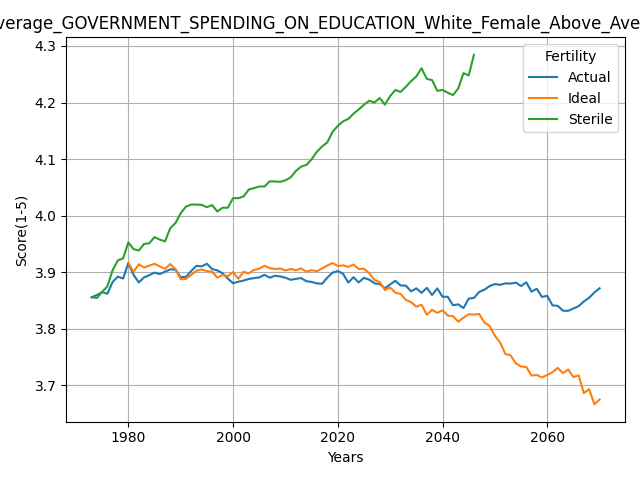 verage_GOVERNMENT_SPENDING_ON_EDUCATION_White_Female_Above_Ave
4.3
4.2
4.1
4.0
3.9
3.8
3.7
Score(1-5)
Fertility
Actual
Ideal
Sterile
1980
2000
2020
2040
2060
Years